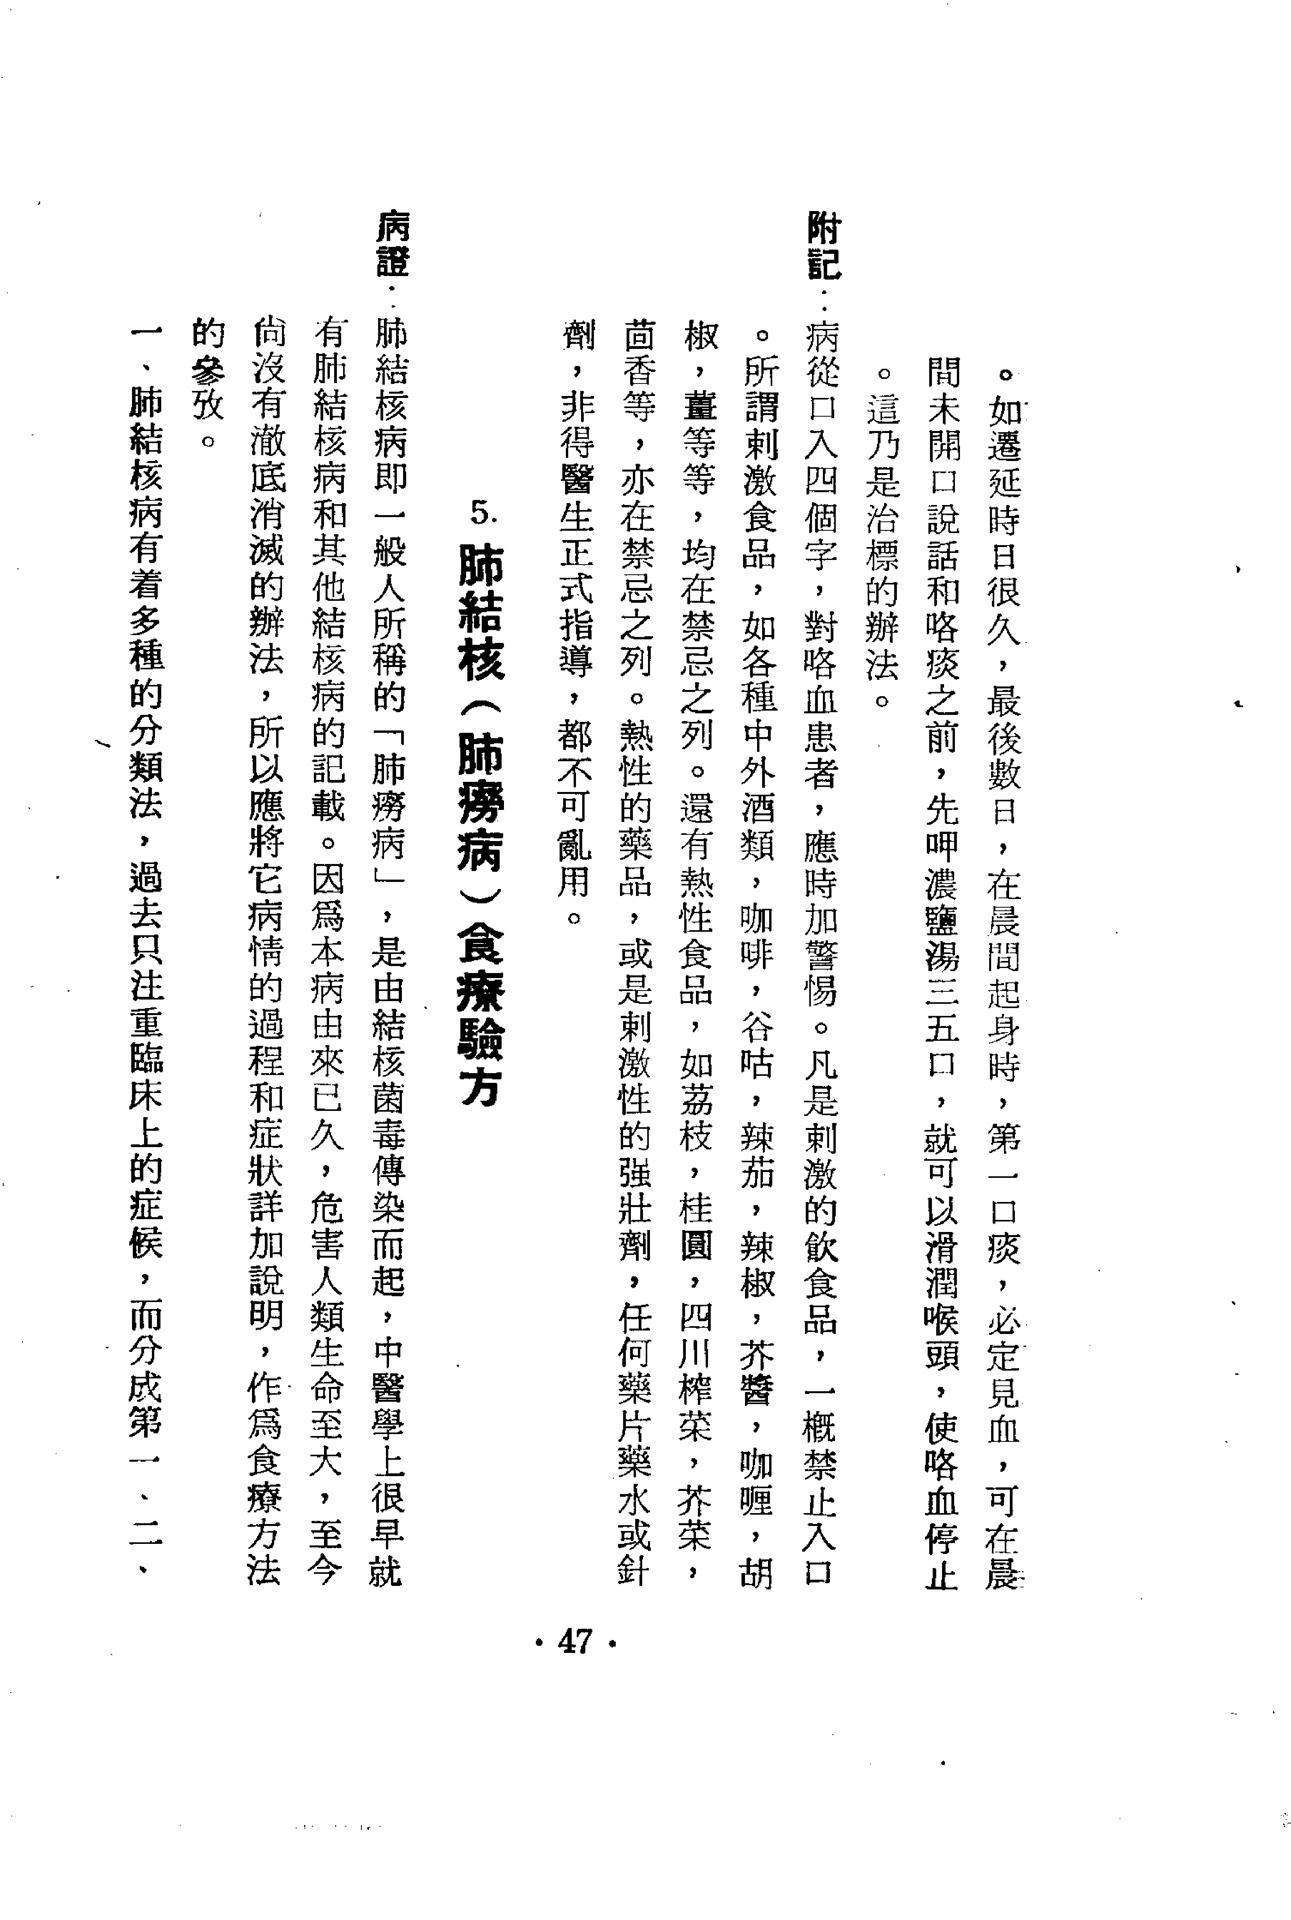 。如遷延時日很久，最後數日，在晨間起身時，第一口痰，必定見血，可在晨
間未開口說話和咯痰之前，先呷濃鹽湯三五口，就可以滑潤喉頭，使咯血停止
。這乃是治標的辦法。
附記：病從口入四個字，對咯血患者，應時加警惕。凡是刺激的飲食品，一概禁止入口
。所謂刺激食品，如各種中外酒類，咖啡，谷咕，辣茄，辣椒，芥醬，咖喱，胡
椒，薑等等，均在禁忌之列。還有熱性食品，如荔枝，桂圓，四川榨菜，芥菜，
茴香等，亦在禁忌之列。熱性的藥品，或是刺激性的强壯劑，任何藥片藥水或針
劑，非得醫生正式指導，都不可亂用。
5. 肺結核（肺癆病）食療驗方
病證：肺結核病即一般人所稱的「肺癆病」，是由結核菌毒傳染而起，中醫學上很早就
有肺結核病和其他結核病的記載。因爲本病由來已久，危害人類生命至大，至今
尙沒有澈底消滅的辦法，所以應將它病情的過程和症狀詳加說明，作爲食療方法
的參攷。
一、肺結核病有着多種的分類法，過去只注重臨床上的症候，而分成第一、二、
• 47 •